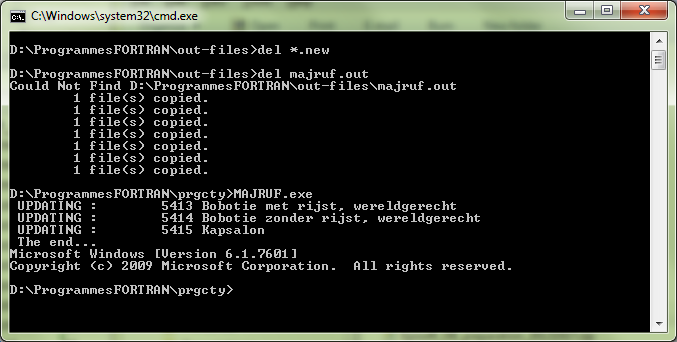 C:\Windows\system32\cmd.exe
D:\ProgrammesFORTRAN\out-files>del *.new
D:\ProgrammesFORTRAN\out-files>del majruf.out
Could Not Find D:\ProgrammesFORTRAN\out-files\majruf.out
1 file(s) copied.
1 file(s) copied.
1 file(s) copied.
1 file(s) copied.
1 file(s) copied.
1 file(s) copied.
1 file(s) copied.
D:\ProgrammesFORTRAN\prgcty>MAJRUF.exe
UPDATING : 5413 Bobotie met rijst, wereldgerecht
UPDATING : 5414 Bobotie zonder rijst, wereldgerecht
UPDATING : 5415 Kapsalon
The end...
Microsoft Windows [Version 6.1.7601]
Copyright (c) 2009 Microsoft Corporation. All rights reserved.
D:\ProgrammesFORTRAN\prgcty>